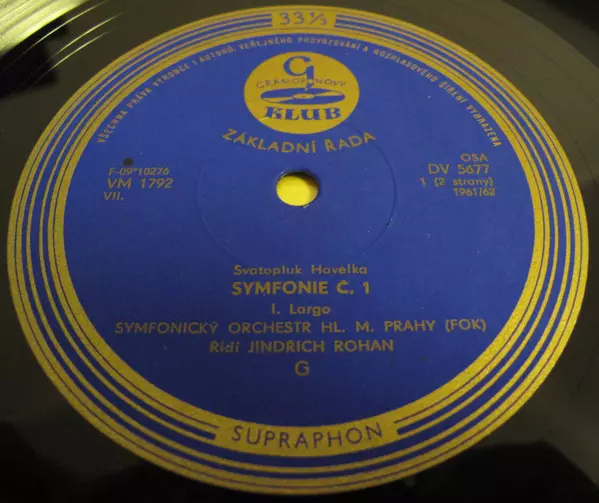 33⅓
VŠECHNA PRÁVA VÝROBCE I AUTORŮ, VEŘEJNÉHO PROVOZOVÁNÍ A ROZHLASOVÉHO ŠÍŘENÍ VYHRAZENA
G
GRAMOFONOVÝ
KLUB
ZÁKLADNÍ ŘADA
F-09*10276
VM 1792
VII.
OSA
DV 5677
1 (2 strany)
1961/62
Svatopluk Havelka
SYMFONIE Č. 1
I. Largo
SYMFONICKÝ ORCHESTR HL. M. PRAHY (FOK)
Řídí JINDRICH ROHAN
G
SUPRAPHON